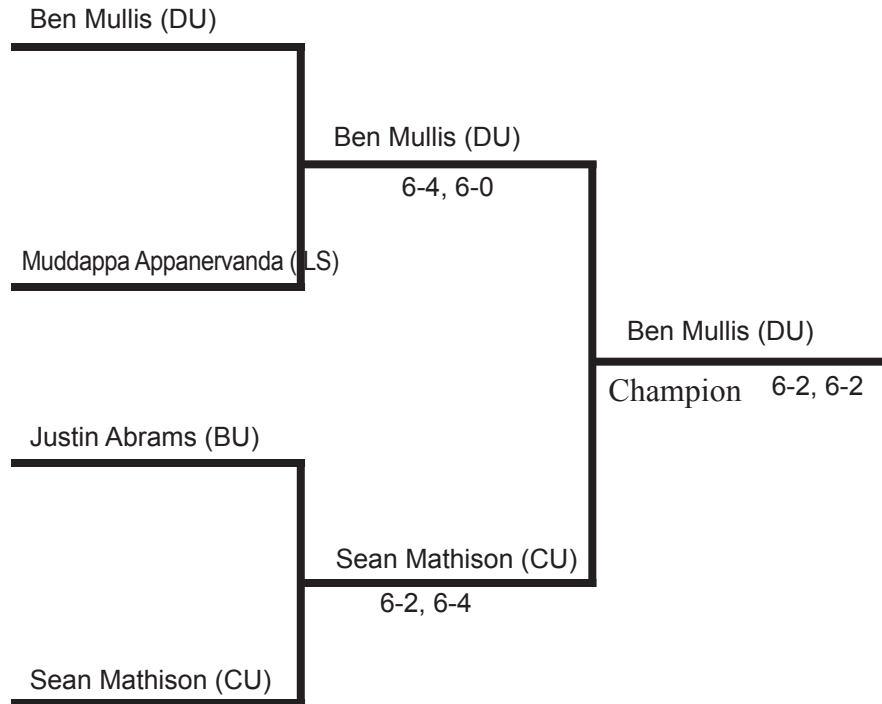 Ben Mullis (DU)
Ben Mullis (DU)
6-4, 6-0
Muddappa Appanervanda (LS)
Ben Mullis (DU)
Champion 6-2, 6-2
Justin Abrams (BU)
Sean Mathison (CU)
6-2, 6-4
Sean Mathison (CU)